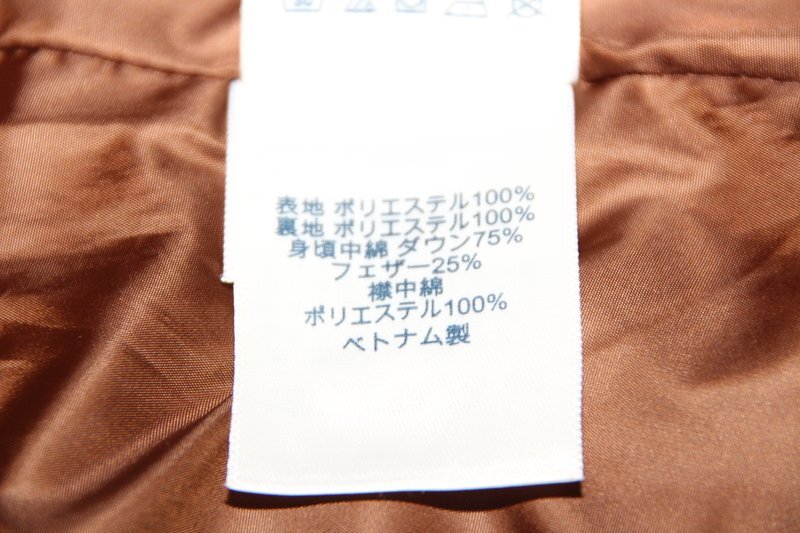 表地 ポリエステル100%
裏地 ポリエステル100%
身頃中綿 ダウン75%
フェザー25%
襟中綿
ポリエステル100%
ベトナム製